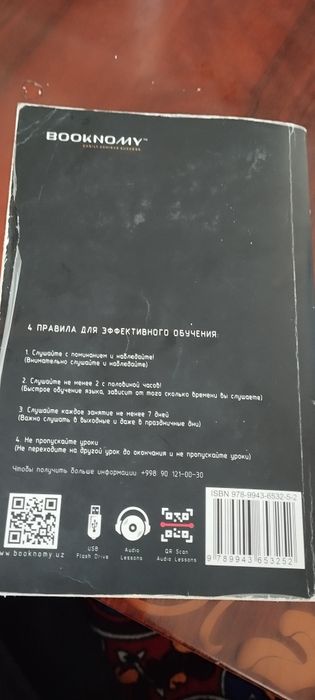 BOOKNOMY™
4 ПРАВИЛА ДЛЯ ЭФФЕКТИВНОГО ОБУЧЕНИЯ:
1. Слушайте с пониманием и наблюдайте!
(Внимательно слушайте и наблюдайте)
2. Слушайте не менее 2 с половиной часов!
(Быстрое обучение языка, зависит от того сколько времени вы слушаете)
3. Слушайте каждое занятие не менее 7 дней
(Важно слушать в выходные и даже в праздничные дни)
4. Не пропускайте уроки
(Не переходите на другой урок до окончания и не пропускайте уроки)
Чтобы получить больше информации +998 90 121-00-30
www.booknomy.uz
USB
Flash Drive
Audio
Lessons
QR Scan
Audio Lessons
ISBN 978-9943-6532-5-2
9 789943 653252